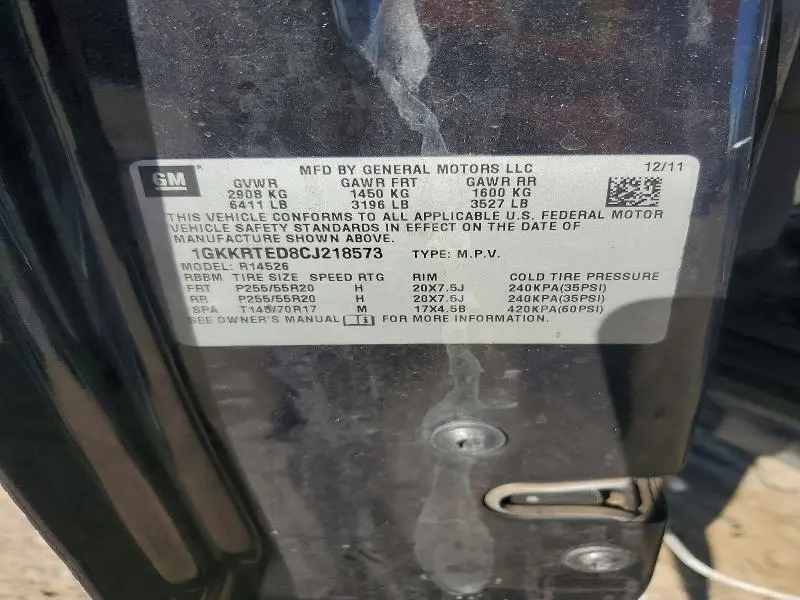 GM MFD BY GENERAL MOTORS LLC 12/11
GVWR GAWR FRT GAWR RR
2908 KG 1450 KG 1600 KG
6411 LB 3196 LB 3527 LB
THIS VEHICLE CONFORMS TO ALL APPLICABLE U.S. FEDERAL MOTOR
VEHICLE SAFETY STANDARDS IN EFFECT ON THE DATE OF
MANUFACTURE SHOWN ABOVE.
1GKKRTED8CJ218573 TYPE: M.P.V.
MODEL: R14526
RBBM TIRE SIZE SPEED RTG RIM COLD TIRE PRESSURE
FRT P255/55R20 H 20X7.5J 240KPA(35PSI)
RR P255/55R20 H 20X7.5J 240KPA(35PSI)
SPA T145/70R17 M 17X4.5B 420KPA(60PSI)
SEE OWNER'S MANUAL FOR MORE INFORMATION.